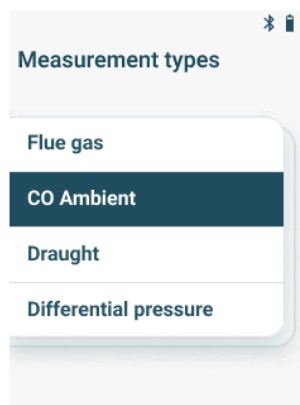 Measurement types
Flue gas
CO Ambient
Draught
Differential pressure